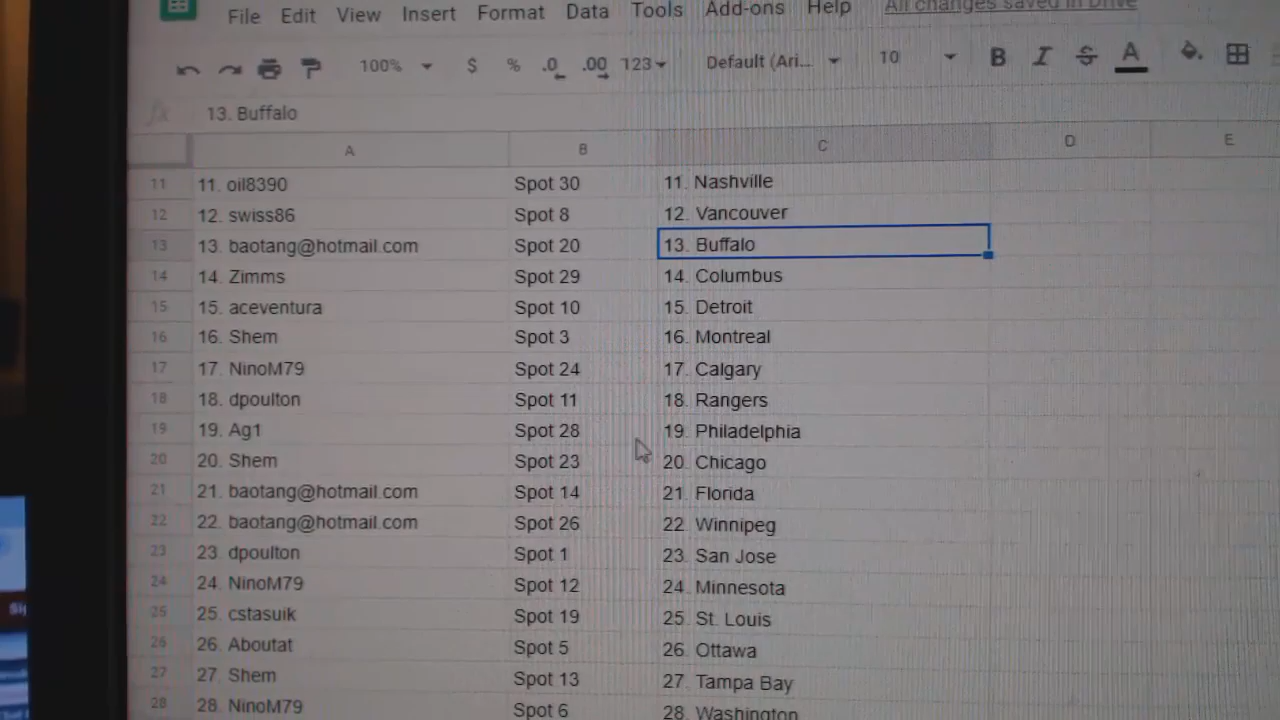 File Edit View Insert Format Data Tools Add-ons Help All changes saved in Drive
100% $ % .0 .00 123 Default (Ari... 10 B I S A
fx 13. Buffalo
A B C D E
11 11. oil8390 Spot 30 11. Nashville
12 12. swiss86 Spot 8 12. Vancouver
13 13. baotang@hotmail.com Spot 20 13. Buffalo
14 14. Zimms Spot 29 14. Columbus
15 15. aceventura Spot 10 15. Detroit
16 16. Shem Spot 3 16. Montreal
17 17. NinoM79 Spot 24 17. Calgary
18 18. dpoulton Spot 11 18. Rangers
19 19. Ag1 Spot 28 19. Philadelphia
20 20. Shem Spot 23 20. Chicago
21 21. baotang@hotmail.com Spot 14 21. Florida
22 22. baotang@hotmail.com Spot 26 22. Winnipeg
23 23. dpoulton Spot 1 23. San Jose
24 24. NinoM79 Spot 12 24. Minnesota
25 25. cstasuik Spot 19 25. St. Louis
26 26. Aboutat Spot 5 26. Ottawa
27 27. Shem Spot 13 27. Tampa Bay
28 28. NinoM79 Spot 6 28. Washington